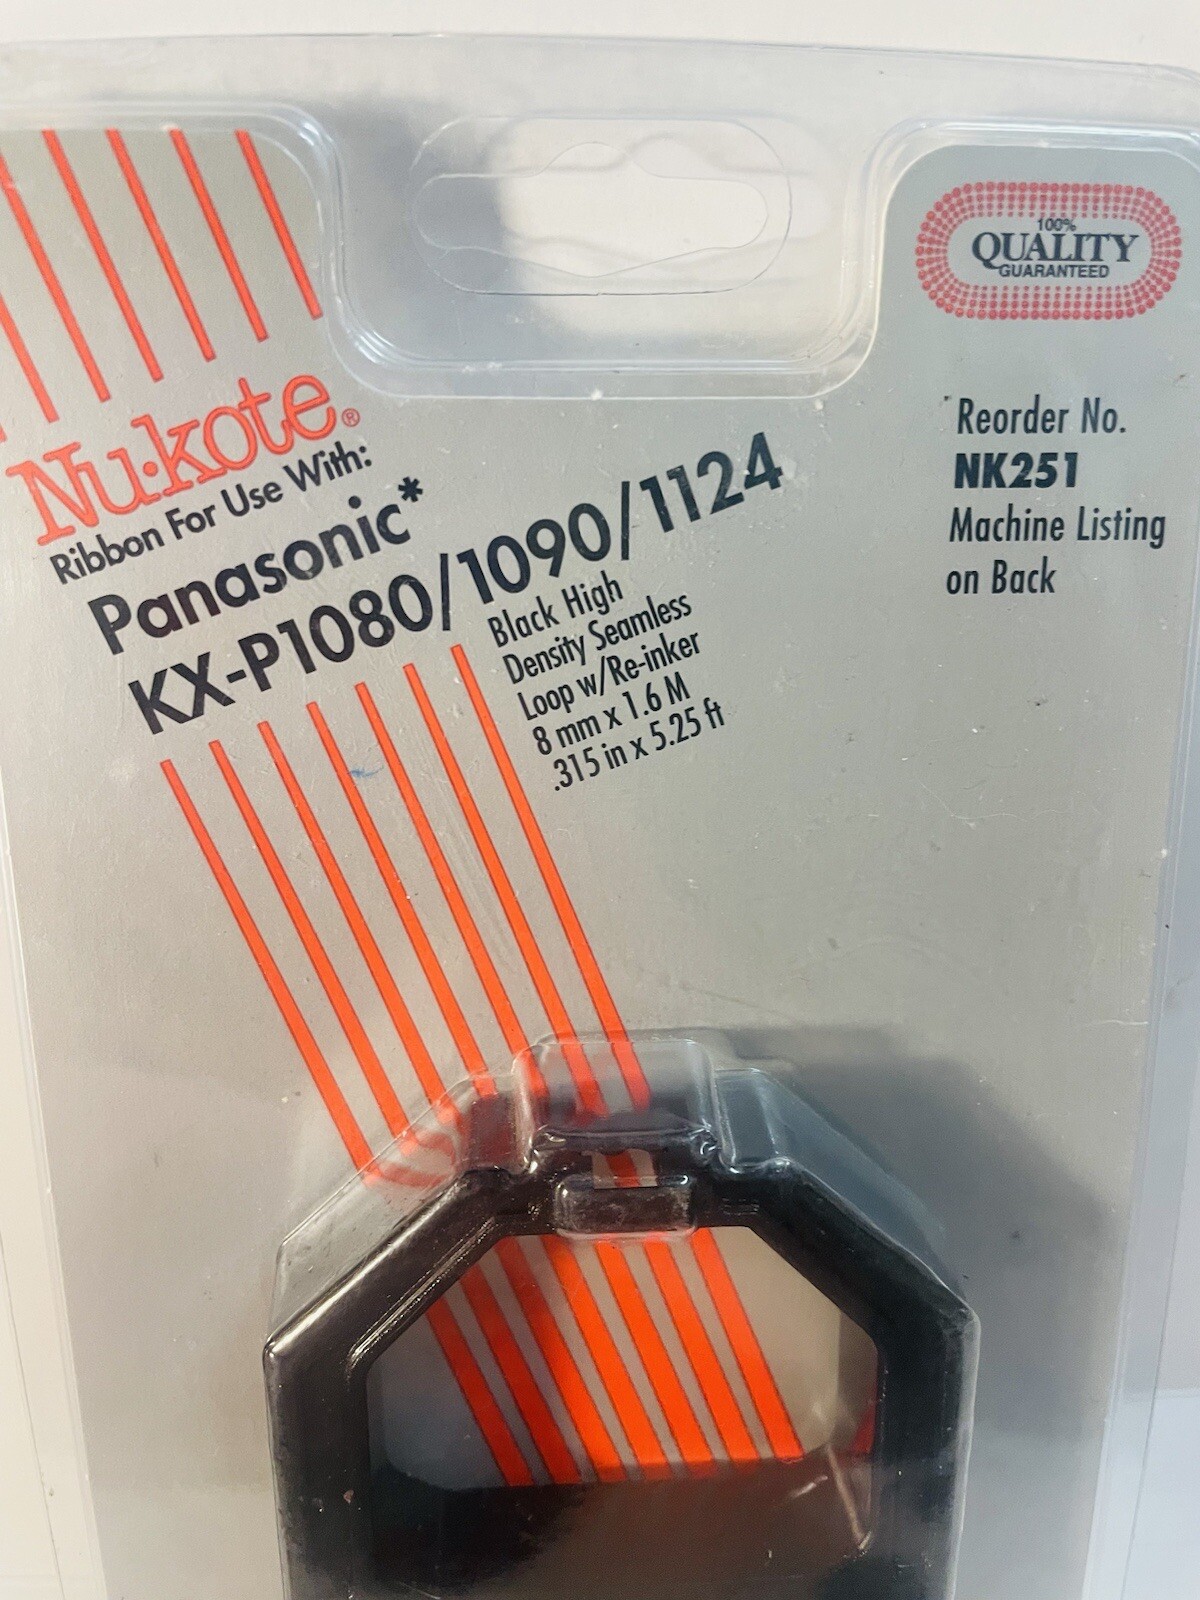 100%
QUALITY
GUARANTEED
Reorder No.
NK251
Machine Listing
on Back
Nu·kote®
Ribbon For Use With:
Panasonic*
KX-P1080/1090/1124
Black High
Density Seamless
Loop w/Re-inker
8 mm x 1.6 M
.315 in x 5.25 ft